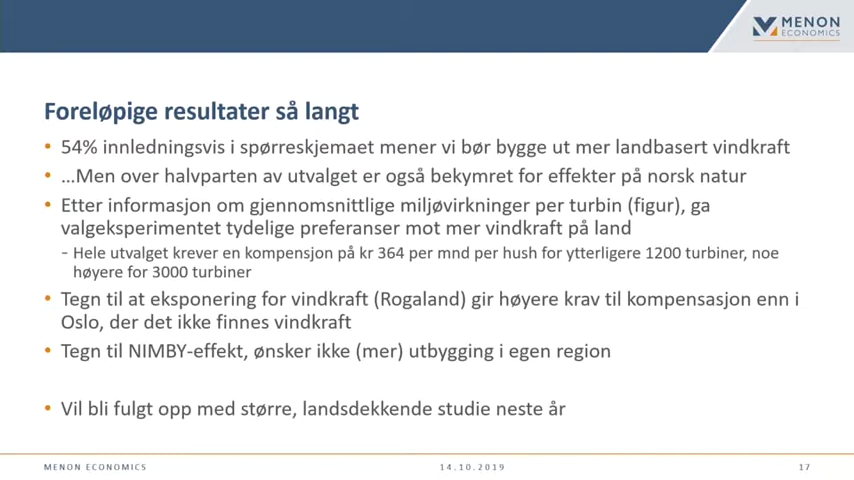 MENON
ECONOMICS
Foreløpige resultater så langt
• 54% innledningsvis i spørreskjemaet mener vi bør bygge ut mer landbasert vindkraft
• …Men over halvparten av utvalget er også bekymret for effekter på norsk natur
• Etter informasjon om gjennomsnittlige miljøvirkninger per turbin (figur), ga
valgeksperimentet tydelige preferanser mot mer vindkraft på land
- Hele utvalget krever en kompensjon på kr 364 per mnd per hush for ytterligere 1200 turbiner, noe
høyere for 3000 turbiner
• Tegn til at eksponering for vindkraft (Rogaland) gir høyere krav til kompensasjon enn i
Oslo, der det ikke finnes vindkraft
• Tegn til NIMBY-effekt, ønsker ikke (mer) utbygging i egen region
• Vil bli fulgt opp med større, landsdekkende studie neste år
MENON ECONOMICS 14.10.2019 17